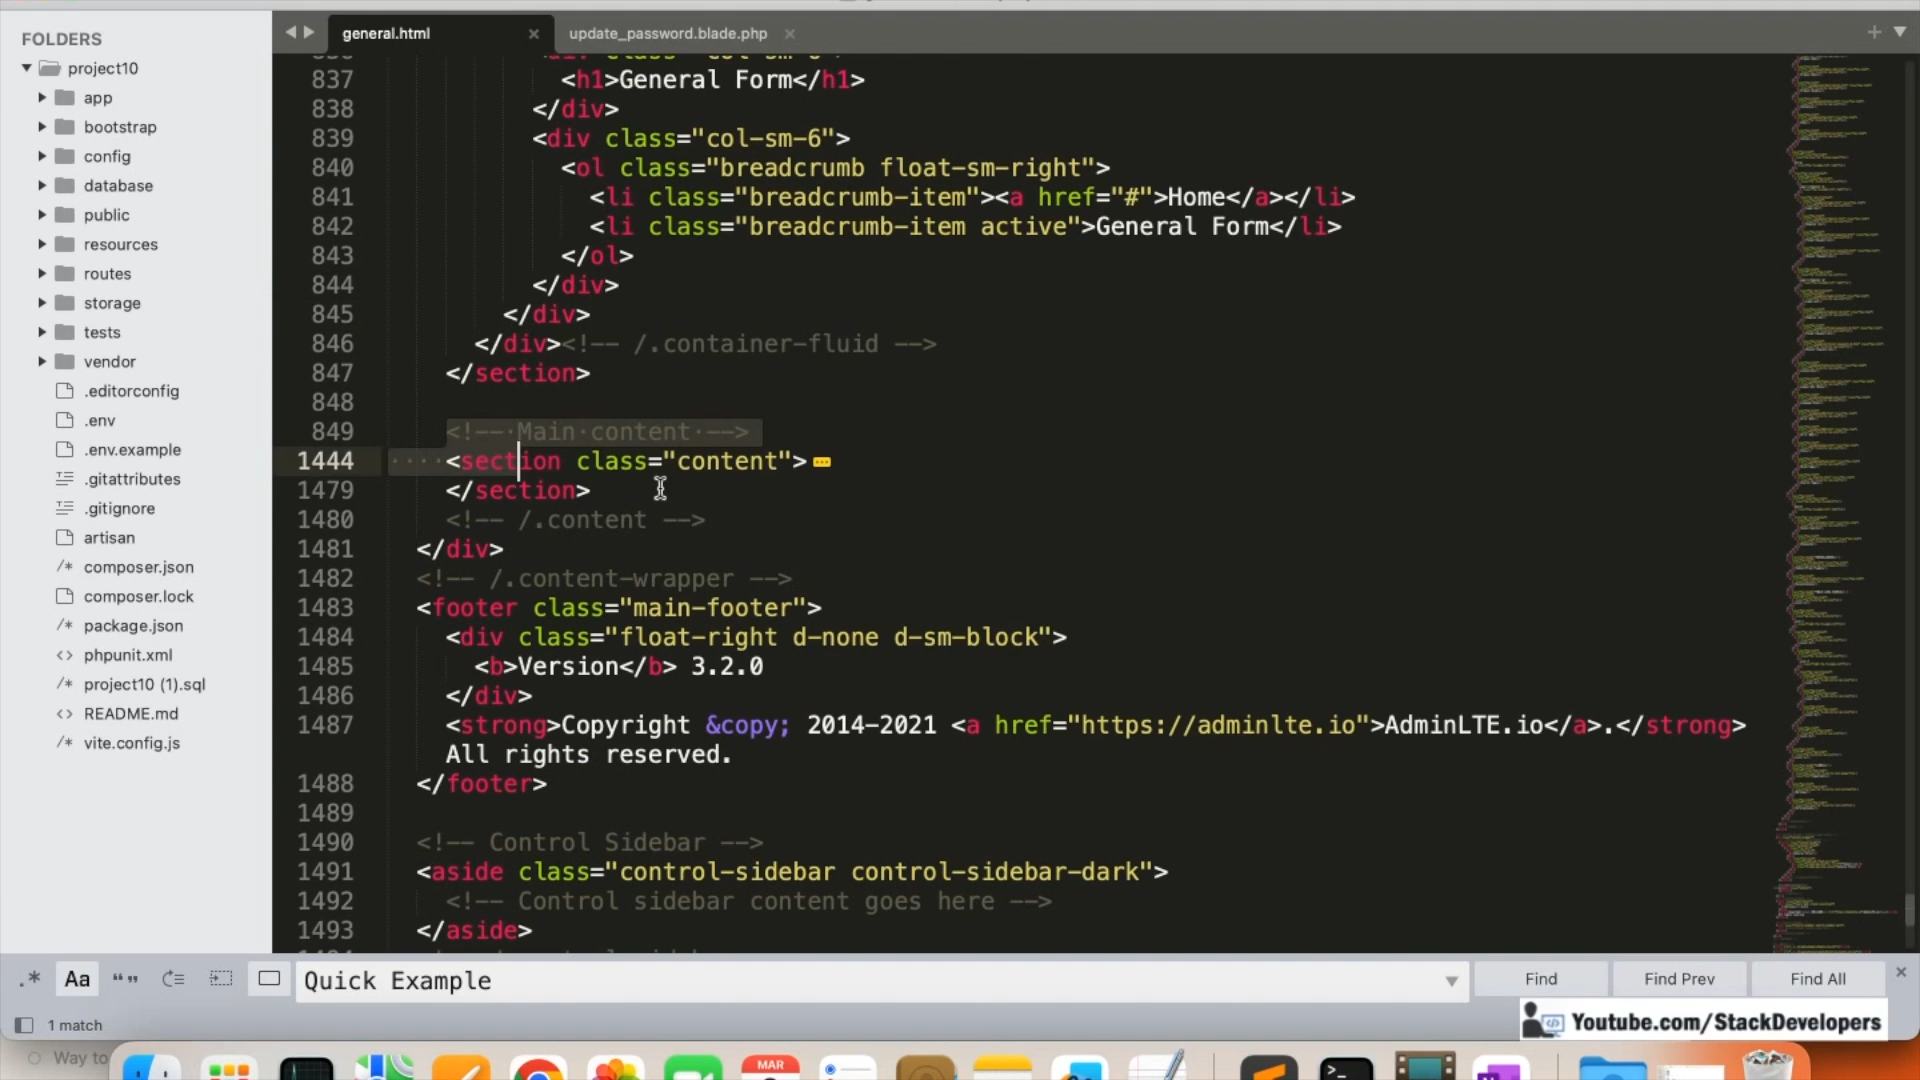 FOLDERS
project10
app
bootstrap
config
database
public
resources
routes
storage
tests
vendor
.editorconfig
.env
.env.example
.gitattributes
.gitignore
artisan
/* composer.json
composer.lock
/* package.json
<> phpunit.xml
/* project10 (1).sql
<> README.md
/* vite.config.js
general.html ×
update_password.blade.php ×
837 <h1>General Form</h1>
838 </div>
839 <div class="col-sm-6">
840 <ol class="breadcrumb float-sm-right">
841 <li class="breadcrumb-item"><a href="#">Home</a></li>
842 <li class="breadcrumb-item active">General Form</li>
843 </ol>
844 </div>
845 </div>
846 </div><!-- /.container-fluid -->
847 </section>
848
849 <!-- Main content -->
1444 <section class="content">
1479 </section>
1480 <!-- /.content -->
1481 </div>
1482 <!-- /.content-wrapper -->
1483 <footer class="main-footer">
1484 <div class="float-right d-none d-sm-block">
1485 <b>Version</b> 3.2.0
1486 </div>
1487 <strong>Copyright &copy; 2014-2021 <a href="https://adminlte.io">AdminLTE.io</a>.</strong>
All rights reserved.
1488 </footer>
1489
1490 <!-- Control Sidebar -->
1491 <aside class="control-sidebar control-sidebar-dark">
1492 <!-- Control sidebar content goes here -->
1493 </aside>
.* Aa “” Quick Example Find Find Prev Find All ×
1 match
Youtube.com/StackDevelopers
Way to
MAR